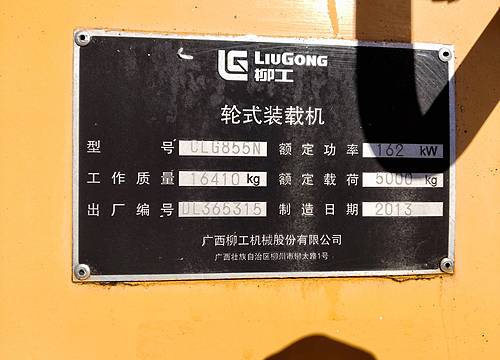 LIUGONG
柳工
轮式装载机
型号 CLG855N 额定功率 162 kW
工作质量 16410 kg 额定载荷 5000 kg
出厂编号 DL365315 制造日期 2013
广西柳工机械股份有限公司
广西壮族自治区柳州市柳太路1号